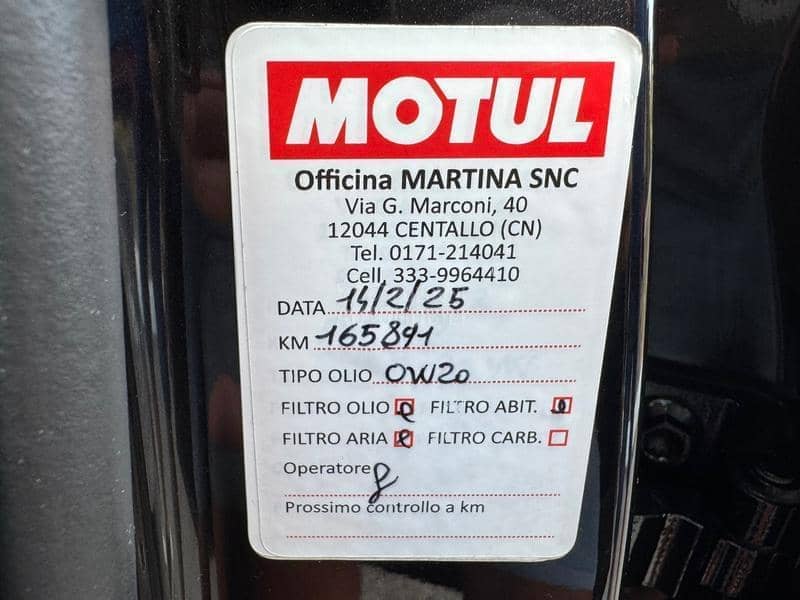 MOTUL
Officina MARTINA SNC
Via G. Marconi, 40
12044 CENTALLO (CN)
Tel. 0171-214041
Cell. 333-9964410
DATA 14/2/25
KM 165841
TIPO OLIO 0W20
FILTRO OLIO FILTRO ABIT.
FILTRO ARIA FILTRO CARB.
Operatore
Prossimo controllo a km